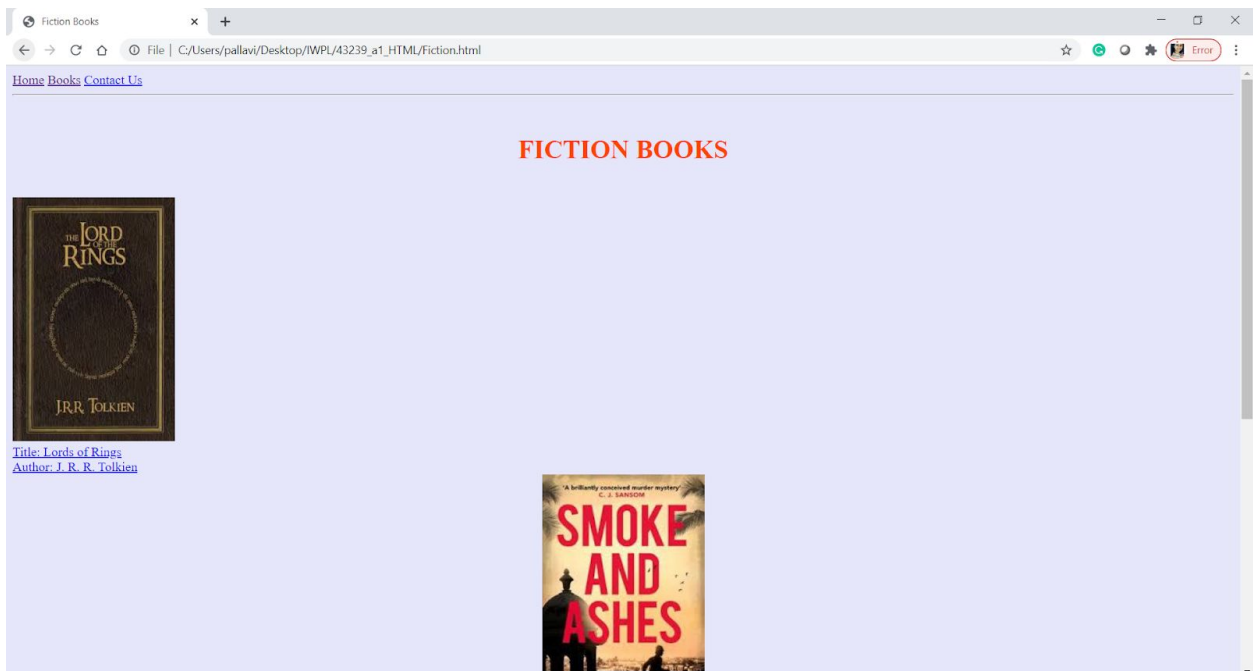 Fiction Books
File | C:/Users/pallavi/Desktop/IWPL/43239_a1_HTML/Fiction.html
Error
Home Books Contact Us
FICTION BOOKS
THE LORD
OF THE
RINGS
J.R.R. TOLKIEN
Title: Lords of Rings
Author: J. R. R. Tolkien
'A brilliantly conceived murder mystery'
C. J. SANSOM
SMOKE
AND
ASHES